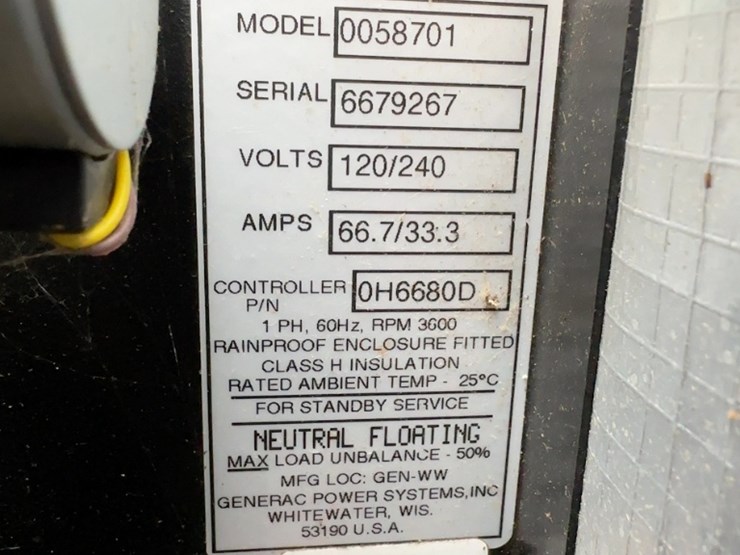 MODEL 0058701
SERIAL 6679267
VOLTS 120/240
AMPS 66.7/33.3
CONTROLLER P/N 0H6680D
1 PH, 60Hz, RPM 3600
RAINPROOF ENCLOSURE FITTED
CLASS H INSULATION
RATED AMBIENT TEMP - 25°C
FOR STANDBY SERVICE
NEUTRAL FLOATING
MAX LOAD UNBALANCE - 50%
MFG LOC: GEN-WW
GENERAC POWER SYSTEMS,INC
WHITEWATER, WIS.
53190 U.S.A.